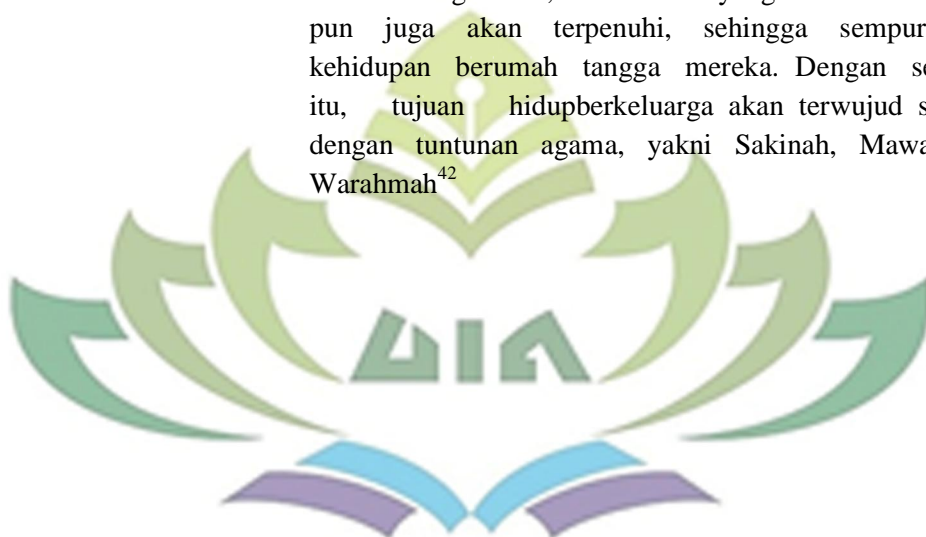 pun juga akan terpenuhi, sehingga sempur
kehidupan berumah tangga mereka. Dengan se
itu, tujuan hidupberkeluarga akan terwujud s
dengan tuntunan agama, yakni Sakinah, Mawa
Warahmah42
UIN